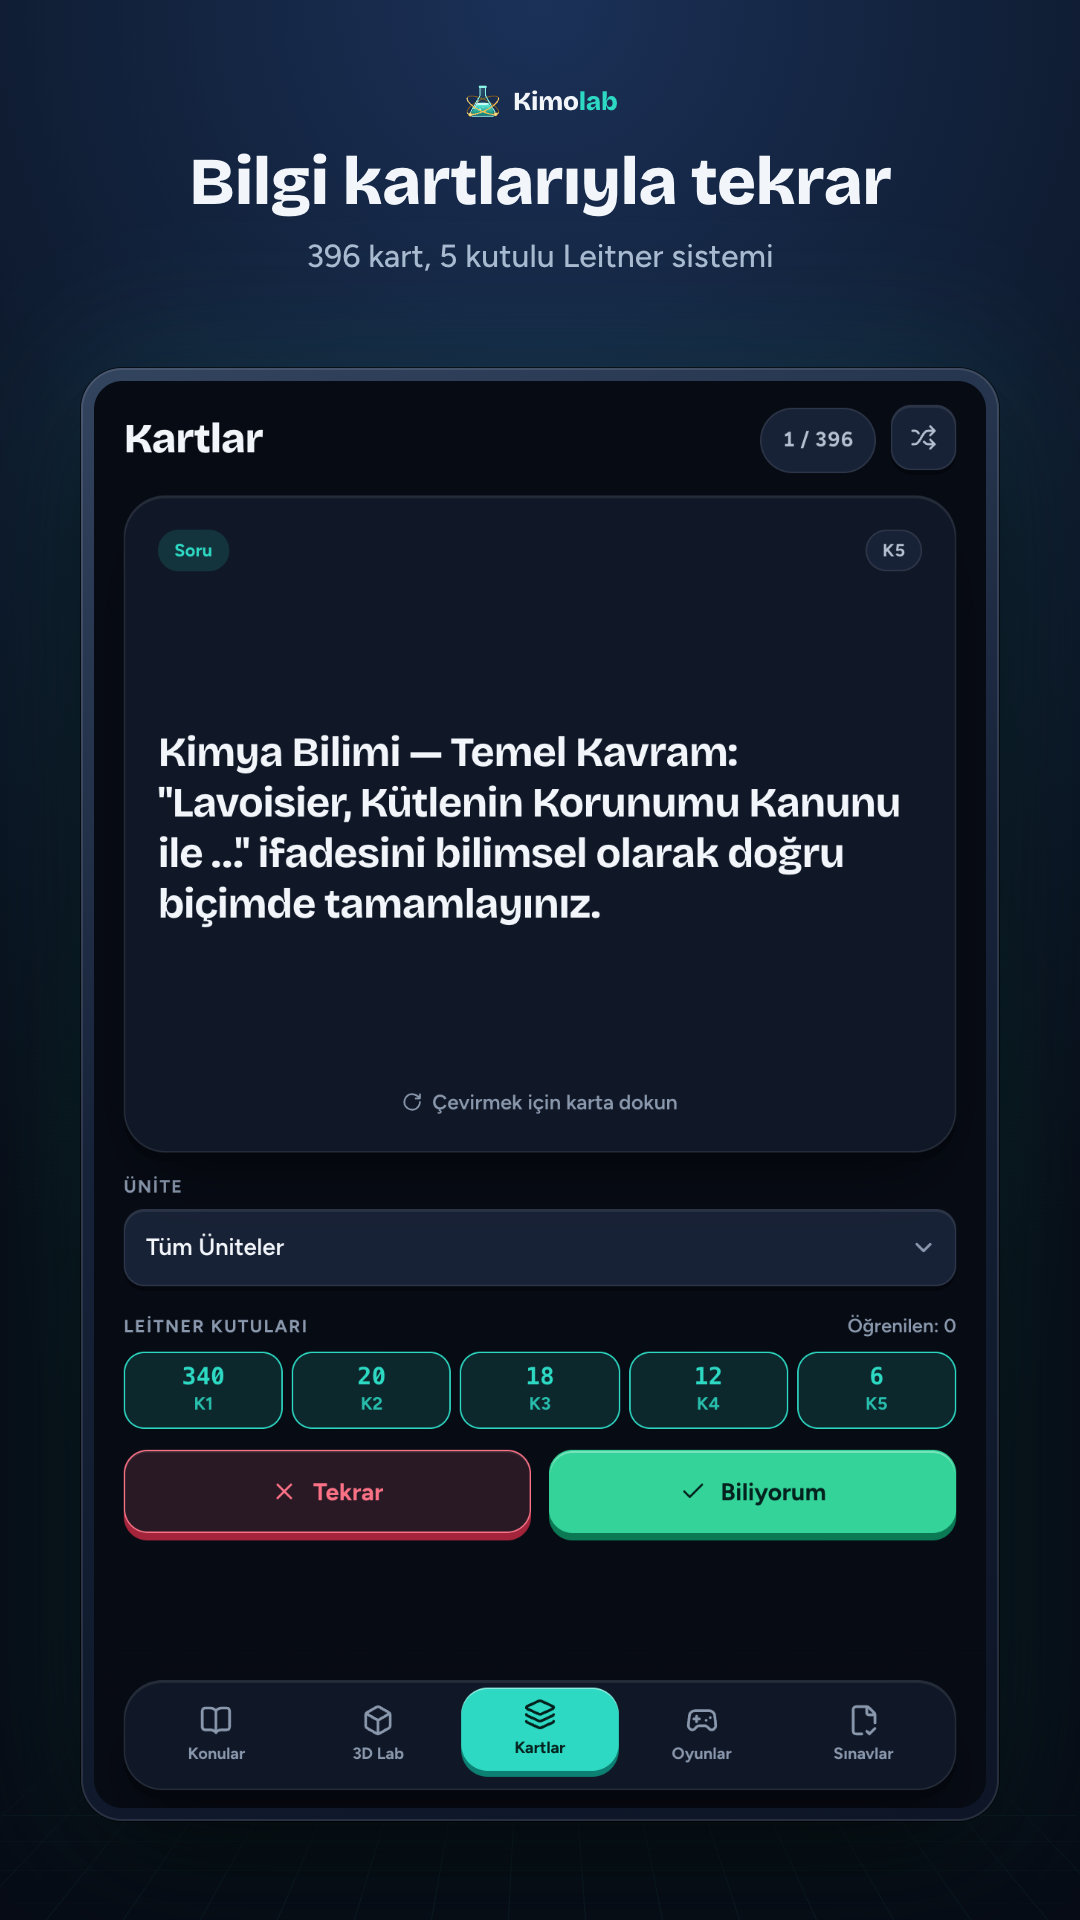 Kimolab
Bilgi kartlarıyla tekrar
396 kart, 5 kutulu Leitner sistemi
Kartlar
1 / 396
Soru
K5
Kimya Bilimi — Temel Kavram:
"Lavoisier, Kütlenin Korunumu Kanunu
ile ..." ifadesini bilimsel olarak doğru
biçimde tamamlayınız.
Çevirmek için karta dokun
ÜNİTE
Tüm Üniteler
LEİTNER KUTULARI
Öğrenilen: 0
340
K1
20
K2
18
K3
12
K4
6
K5
Tekrar
Biliyorum
Konular
3D Lab
Kartlar
Oyunlar
Sınavlar